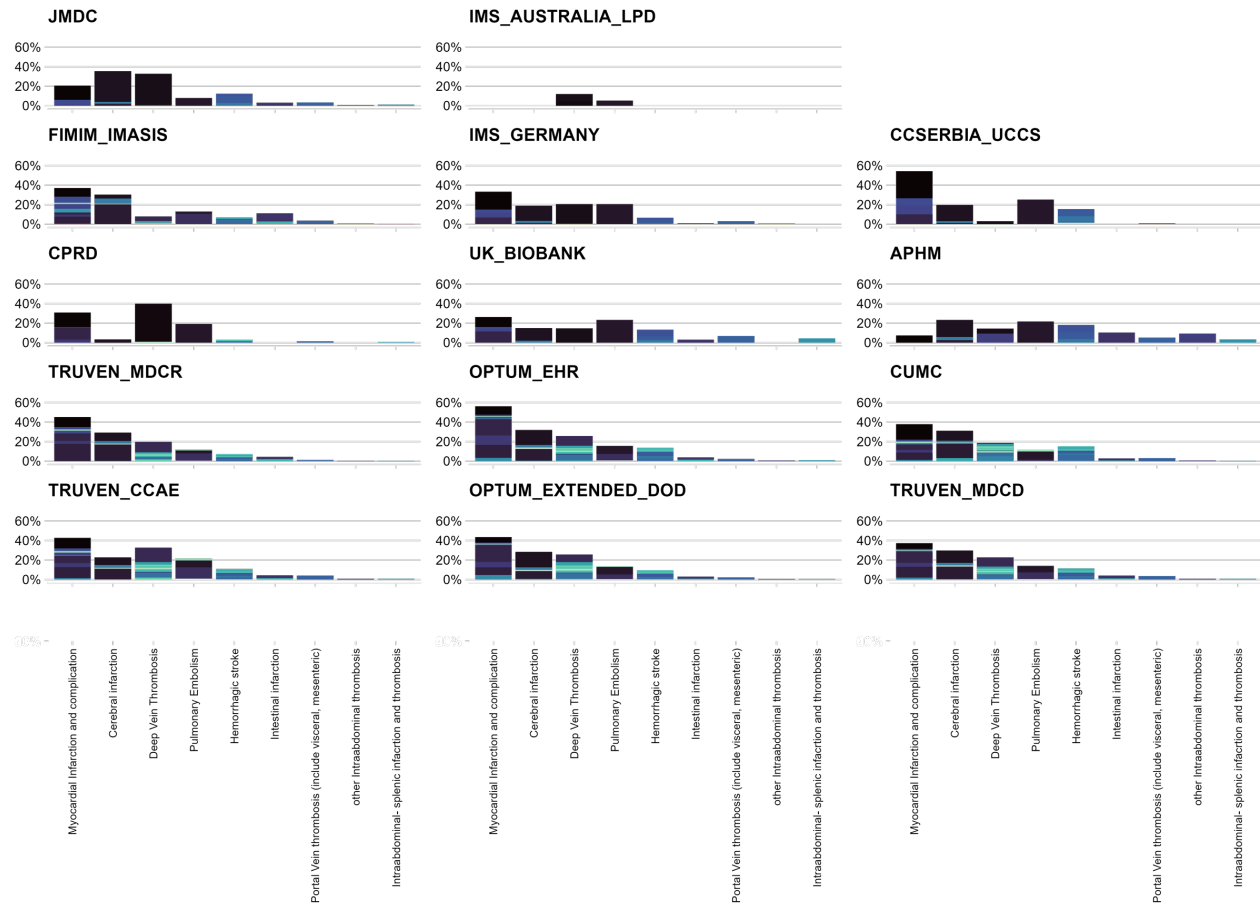 JMDC
IMS_AUSTRALIA_LPD
60%
60%
40%
40%
20%
20%
0%
0%
FIMIM_IMASIS
IMS_GERMANY
CCSERBIA_UCCS
60%
60%
60%
40%
40%
40%
20%
20%
20%
0%
0%
0%
CPRD
UK_BIOBANK
APHM
60%
60%
60%
40%
40%
40%
20%
20%
20%
0%
0%
0%
TRUVEN_MDCR
OPTUM_EHR
CUMC
60%
60%
60%
40%
40%
40%
20%
20%
20%
0%
0%
0%
TRUVEN_CCAE
OPTUM_EXTENDED_DOD
TRUVEN_MDCD
60%
60%
60%
40%
40%
40%
20%
20%
20%
0%
0%
0%
Myocardial Infarction and complication
Cerebral infarction
Deep Vein Thrombosis
Pulmonary Embolism
Hemorrhagic stroke
Intestinal infarction
Portal Vein thrombosis (include visceral, mesenteric)
other Intraabdominal thrombosis
Intraabdominal- splenic infacrtion and thrombosis
Myocardial Infarction and complication
Cerebral infarction
Deep Vein Thrombosis
Pulmonary Embolism
Hemorrhagic stroke
Intestinal infarction
Portal Vein thrombosis (include visceral, mesenteric)
other Intraabdominal thrombosis
Intraabdominal- splenic infacrtion and thrombosis
Myocardial Infarction and complication
Cerebral infarction
Deep Vein Thrombosis
Pulmonary Embolism
Hemorrhagic stroke
Intestinal infarction
Portal Vein thrombosis (include visceral, mesenteric)
other Intraabdominal thrombosis
Intraabdominal- splenic infacrtion and thrombosis